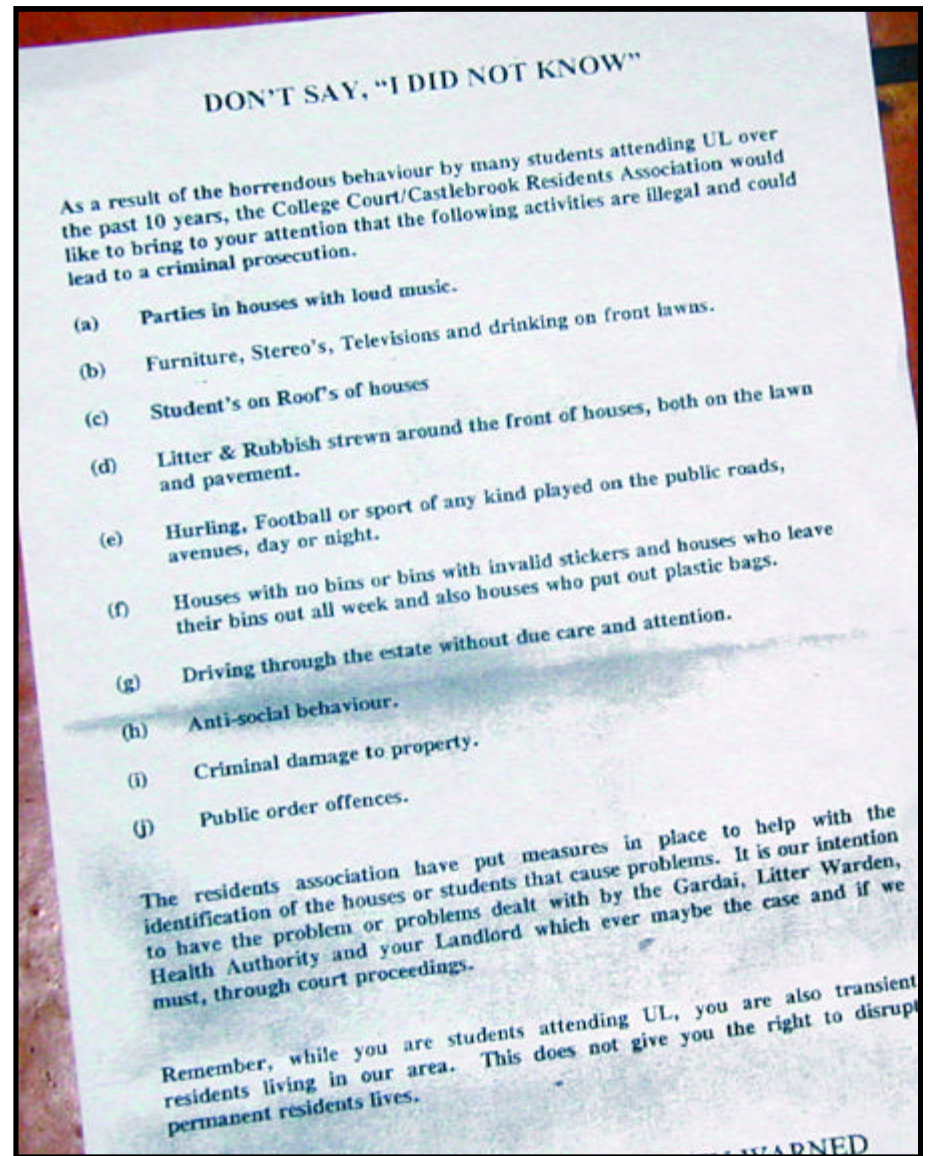 DON'T SAY, “I DID NOT KNOW”
As a result of the horrendous behaviour by many students attending UL over
the past 10 years, the College Court/Castlebrook Residents Association would
like to bring to your attention that the following activities are illegal and could
lead to a criminal prosecution.
(a) Parties in houses with loud music.
(b) Furniture, Stereo's, Televisions and drinking on front lawns.
(c) Student's on Roof's of houses
(d) Litter & Rubbish strewn around the front of houses, both on the lawn
and pavement.
(e) Hurling, Football or sport of any kind played on the public roads,
avenues, day or night.
(f) Houses with no bins or bins with invalid stickers and houses who leave
their bins out all week and also houses who put out plastic bags.
(g) Driving through the estate without due care and attention.
(h) Anti-social behaviour.
(i) Criminal damage to property.
(j) Public order offences.
The residents association have put measures in place to help with the
identification of the houses or students that cause problems. It is our intention
to have the problem or problems dealt with by the Gardai, Litter Warden,
Health Authority and your Landlord which ever maybe the case and if we
must, through court proceedings.
Remember, while you are students attending UL, you are also transient
residents living in our area. This does not give you the right to disrupt
permanent residents lives.
WARNED